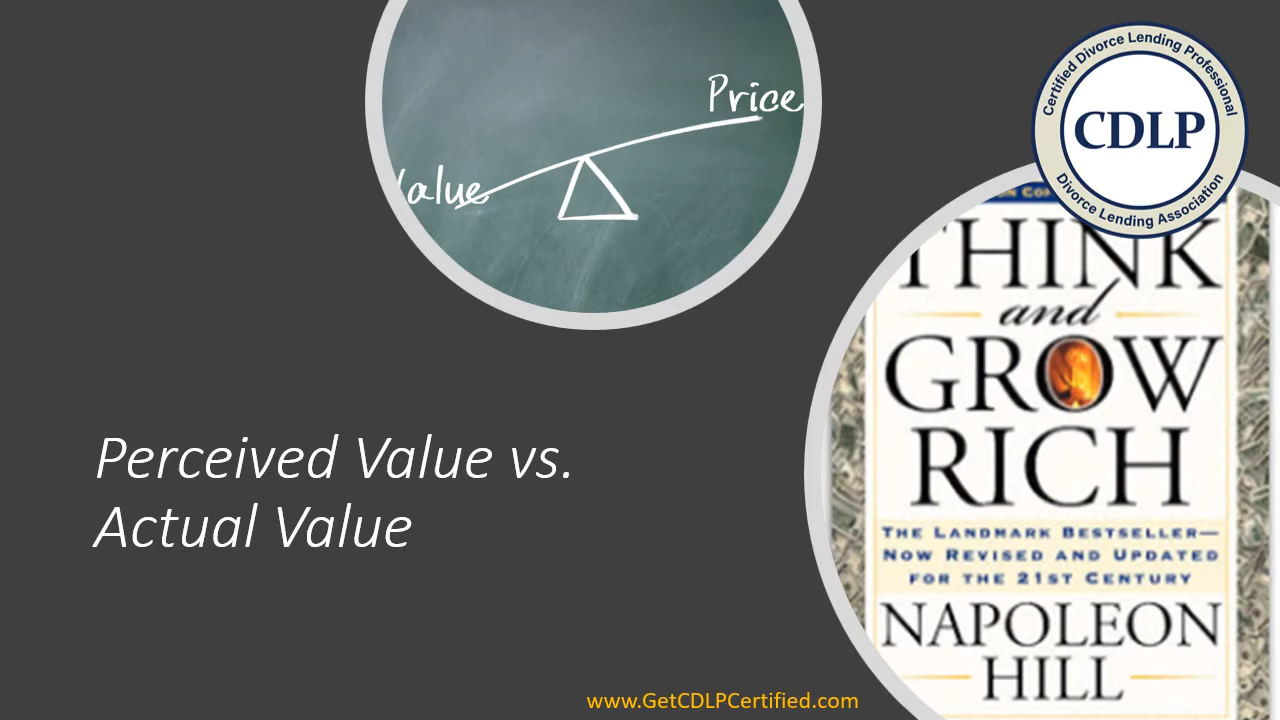 Price
alue
Certified Divorce Lending Professional
CDLP
Divorce Lending Association
THINK
and
GROW
RICH
THE LANDMARK BESTSELLER—
NOW REVISED AND UPDATED
FOR THE 21ST CENTURY
NAPOLEON
HILL
Perceived Value vs.
Actual Value
www.GetCDLPCertified.com